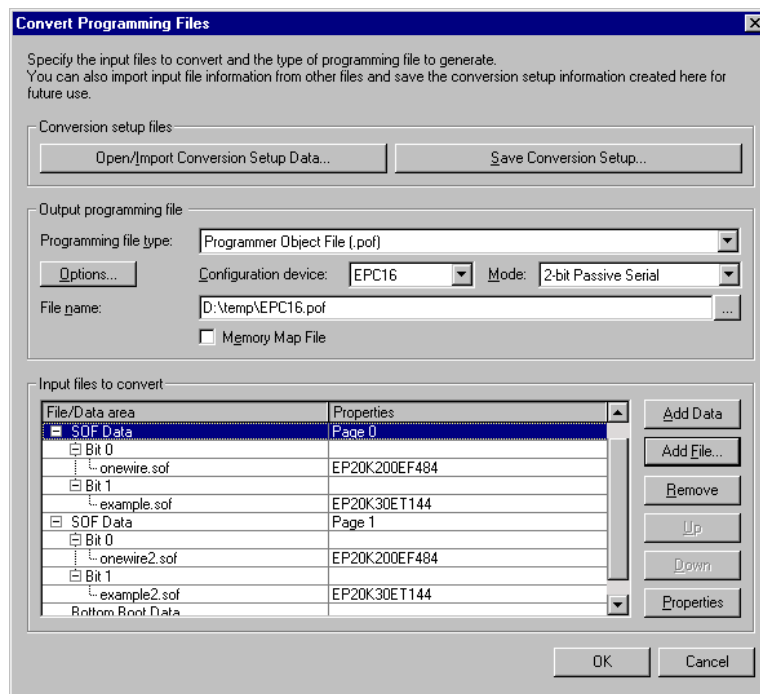 Convert Programming Files
Specify the input files to convert and the type of programming file to generate.
You can also import input file information from other files and save the conversion setup information created here for
future use.
Conversion setup files
Open/Import Conversion Setup Data...
Save Conversion Setup...
Output programming file
Programming file type: Programmer Object File (.pof)
Options... Configuration device: EPC16 Mode: 2-bit Passive Serial
File name: D:\temp\EPC16.pof ...
Memory Map File
Input files to convert
File/Data area Properties
SOF Data Page 0
Bit 0
onewire.sof EP20K200EF484
Bit 1
example.sof EP20K30ET144
SOF Data Page 1
Bit 0
onewire2.sof EP20K200EF484
Bit 1
example2.sof EP20K30ET144
Bottom Boot Data
Add Data
Add File...
Remove
Up
Down
Properties
OK Cancel